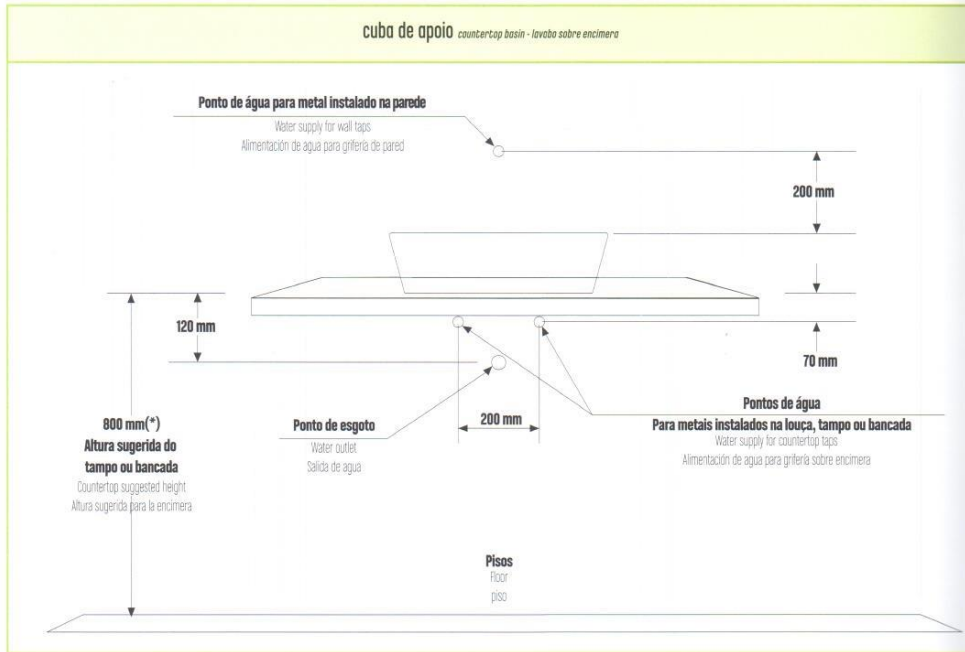 cuba de apoio countertop basin - lavabo sobre encimera
Ponto de água para metal instalado na parede
Water supply for wall taps
Alimentación de agua para grifería de pared
200 mm
120 mm
70 mm
800 mm(*)
Altura sugerida do
tampo ou bancada
Countertop suggested height
Altura sugerida para la encimera
Ponto de esgoto
Water outlet
Salida de agua
200 mm
Pontos de água
Para metais instalados na louça, tampo ou bancada
Water supply for countertop taps
Alimentación de agua para grifería sobre encimera
Pisos
Floor
piso